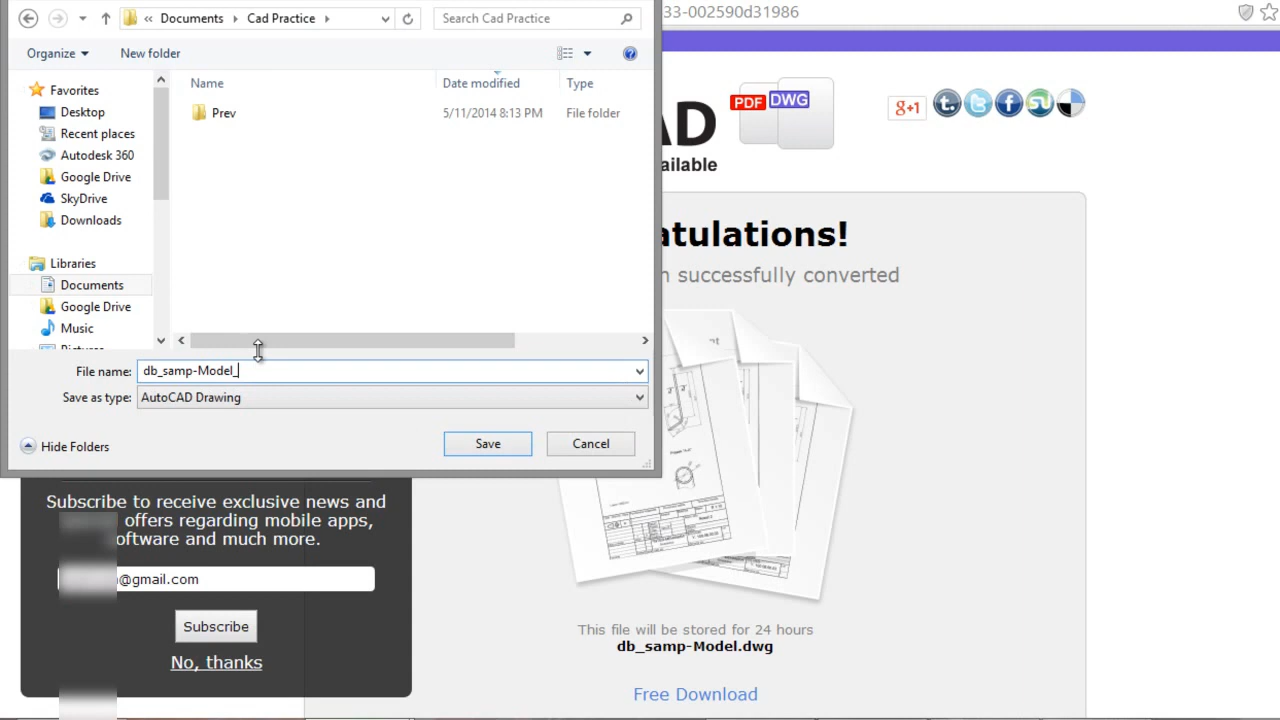 « Documents Cad Practice
Search Cad Practice
33-002590d31986
Organize
New folder
Name
Date modified
Type
Favorites
Desktop
Recent places
Autodesk 360
Google Drive
SkyDrive
Downloads
Libraries
Documents
Google Drive
Music
Prev
5/11/2014 8:13 PM
File folder
File name:
db_samp-Model_
Save as type:
AutoCAD Drawing
Hide Folders
Save
Cancel
AD
PDF
DWG
g+1
t.
ailable
atulations!
successfully converted
Subscribe to receive exclusive news and
offers regarding mobile apps,
oftware and much more.
@gmail.com
Subscribe
No, thanks
This file will be stored for 24 hours
db_samp-Model.dwg
Free Download